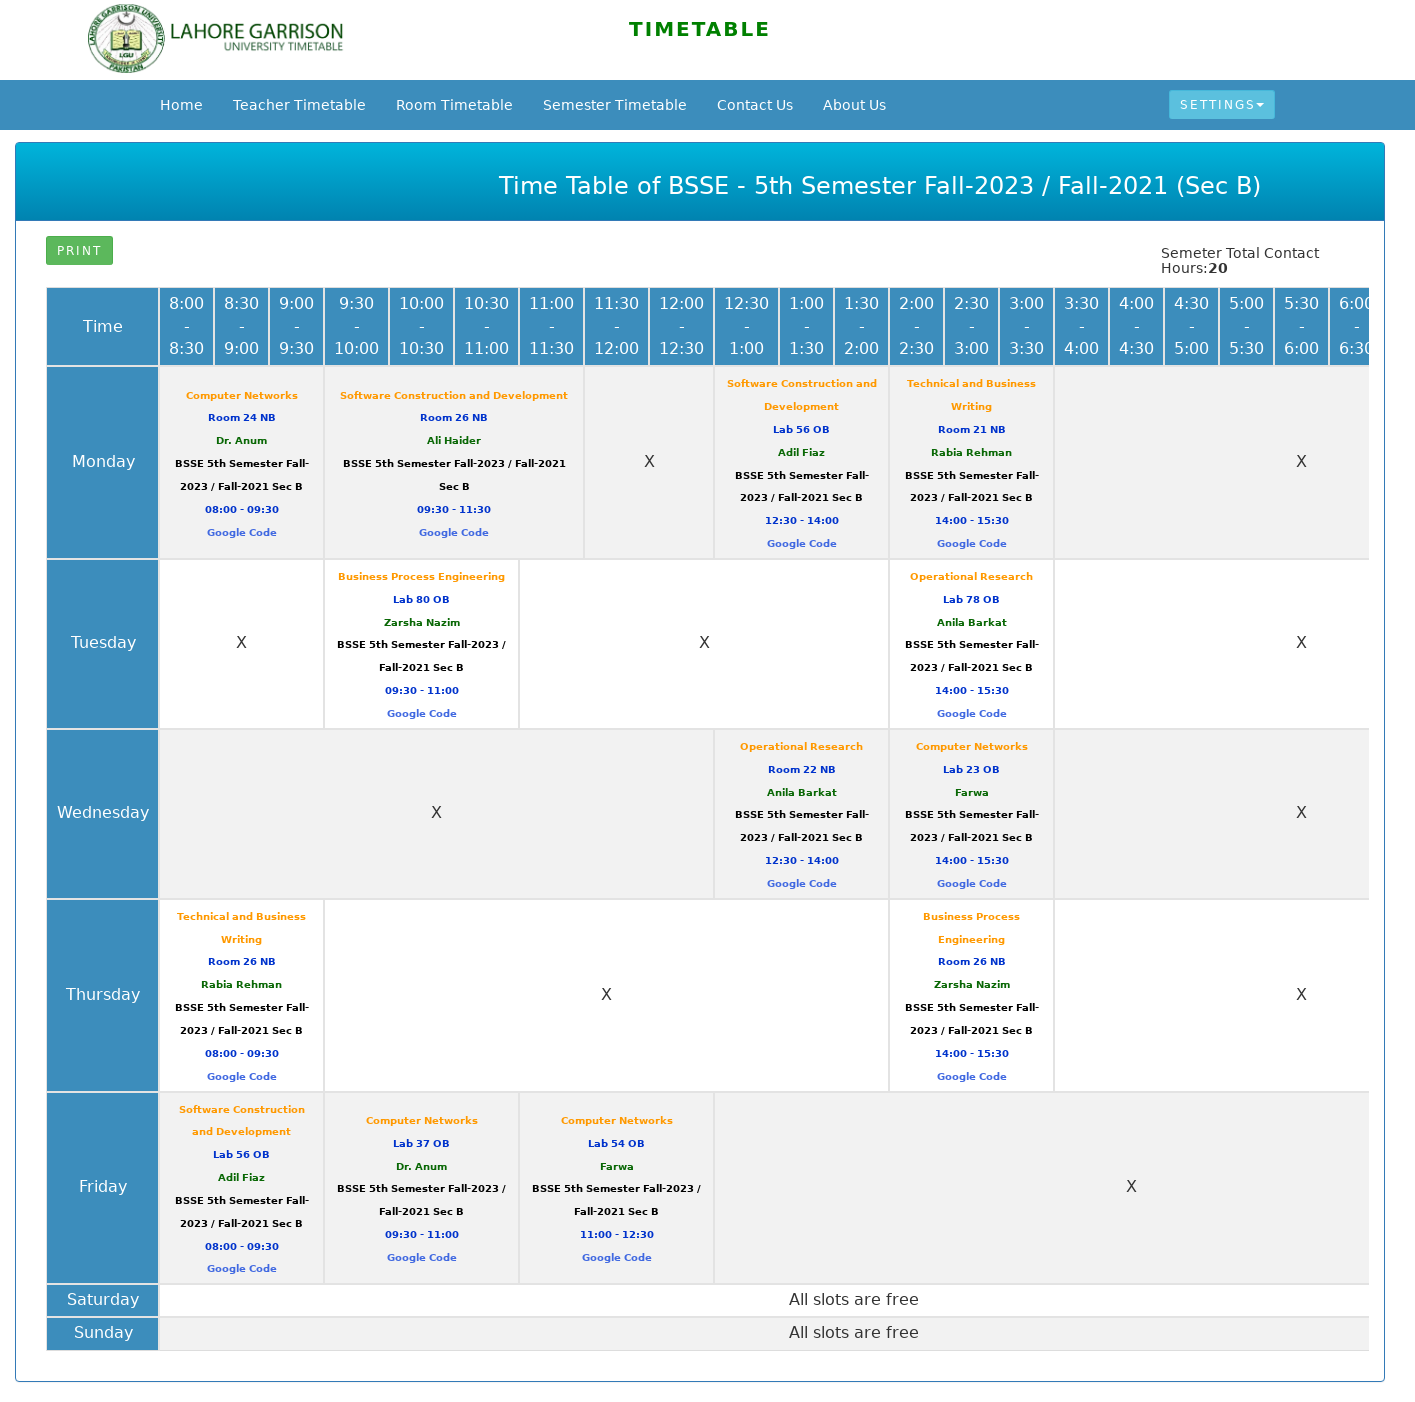 LAHORE GARRISON
UNIVERSITY TIMETABLE
TIMETABLE
Home Teacher Timetable Room Timetable Semester Timetable Contact Us About Us SETTINGS
Time Table of BSSE - 5th Semester Fall-2023 / Fall-2021 (Sec B)
PRINT
Semeter Total Contact
Hours:20
Time
8:00 - 8:30
8:30 - 9:00
9:00 - 9:30
9:30 - 10:00
10:00 - 10:30
10:30 - 11:00
11:00 - 11:30
11:30 - 12:00
12:00 - 12:30
12:30 - 1:00
1:00 - 1:30
1:30 - 2:00
2:00 - 2:30
2:30 - 3:00
3:00 - 3:30
3:30 - 4:00
4:00 - 4:30
4:30 - 5:00
5:00 - 5:30
5:30 - 6:00
6:00 - 6:30
Monday
Computer Networks
Room 24 NB
Dr. Anum
BSSE 5th Semester Fall-
2023 / Fall-2021 Sec B
08:00 - 09:30
Google Code
Software Construction and Development
Room 26 NB
Ali Haider
BSSE 5th Semester Fall-2023 / Fall-2021
Sec B
09:30 - 11:30
Google Code
X
Software Construction and
Development
Lab 56 OB
Adil Fiaz
BSSE 5th Semester Fall-
2023 / Fall-2021 Sec B
12:30 - 14:00
Google Code
Technical and Business
Writing
Room 21 NB
Rabia Rehman
BSSE 5th Semester Fall-
2023 / Fall-2021 Sec B
14:00 - 15:30
Google Code
X
Tuesday
X
Business Process Engineering
Lab 80 OB
Zarsha Nazim
BSSE 5th Semester Fall-2023 /
Fall-2021 Sec B
09:30 - 11:00
Google Code
X
Operational Research
Lab 78 OB
Anila Barkat
BSSE 5th Semester Fall-
2023 / Fall-2021 Sec B
14:00 - 15:30
Google Code
X
Wednesday
X
Operational Research
Room 22 NB
Anila Barkat
BSSE 5th Semester Fall-
2023 / Fall-2021 Sec B
12:30 - 14:00
Google Code
Computer Networks
Lab 23 OB
Farwa
BSSE 5th Semester Fall-
2023 / Fall-2021 Sec B
14:00 - 15:30
Google Code
X
Thursday
Technical and Business
Writing
Room 26 NB
Rabia Rehman
BSSE 5th Semester Fall-
2023 / Fall-2021 Sec B
08:00 - 09:30
Google Code
X
Business Process
Engineering
Room 26 NB
Zarsha Nazim
BSSE 5th Semester Fall-
2023 / Fall-2021 Sec B
14:00 - 15:30
Google Code
X
Friday
Software Construction
and Development
Lab 56 OB
Adil Fiaz
BSSE 5th Semester Fall-
2023 / Fall-2021 Sec B
08:00 - 09:30
Google Code
Computer Networks
Lab 37 OB
Dr. Anum
BSSE 5th Semester Fall-2023 /
Fall-2021 Sec B
09:30 - 11:00
Google Code
Computer Networks
Lab 54 OB
Farwa
BSSE 5th Semester Fall-2023 /
Fall-2021 Sec B
11:00 - 12:30
Google Code
X
Saturday
All slots are free
Sunday
All slots are free